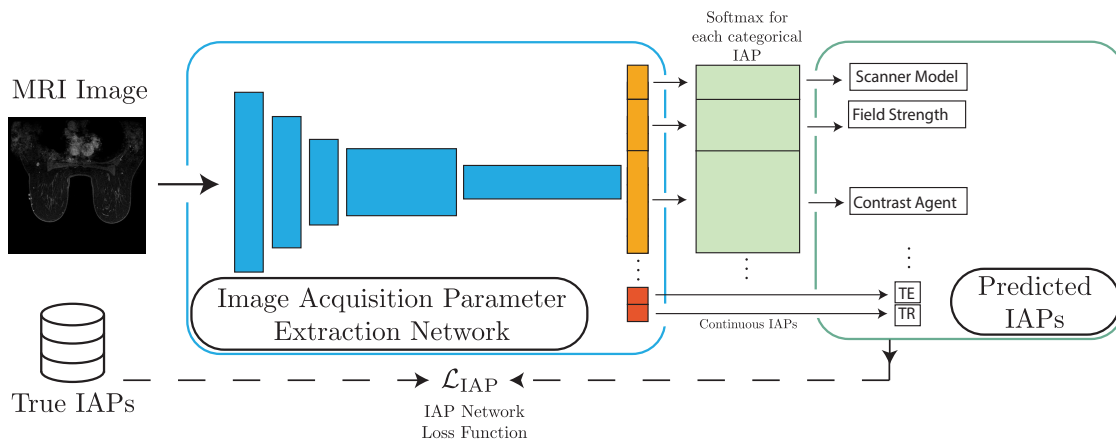 Softmax for
each categorical
IAP
MRI Image
Scanner Model
Field Strength
Contrast Agent
Image Acquisition Parameter
Extraction Network
TE
TR
Continuous IAPs
Predicted
IAPs
True IAPs
ℒIAP
IAP Network
Loss Function